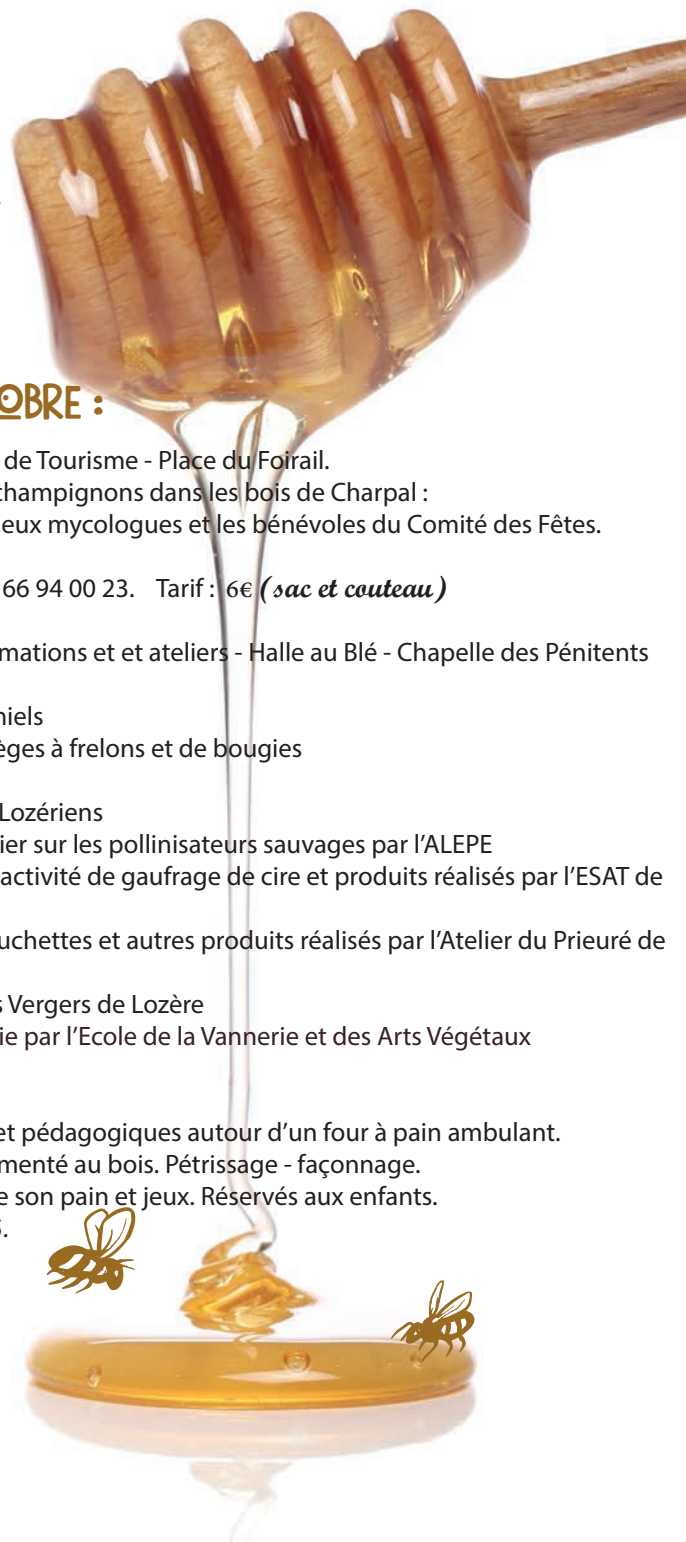 OBRE :
de Tourisme - Place du Foirail.
champignons dans les bois de Charpal :
eux mycologues et les bénévoles du Comité des Fêtes.
66 94 00 23. Tarif : 6€ (sac et couteau)
mations et et ateliers - Halle au Blé - Chapelle des Pénitents
niels
èges à frelons et de bougies
Lozériens
ier sur les pollinisateurs sauvages par l’ALEPE
’activité de gaufrage de cire et produits réalisés par l’ESAT de
uchettes et autres produits réalisés par l’Atelier du Prieuré de
s Vergers de Lozère
ie par l’Ecole de la Vannerie et des Arts Végétaux
et pédagogiques autour d’un four à pain ambulant.
menté au bois. Pétrissage - façonnage.
e son pain et jeux. Réservés aux enfants.